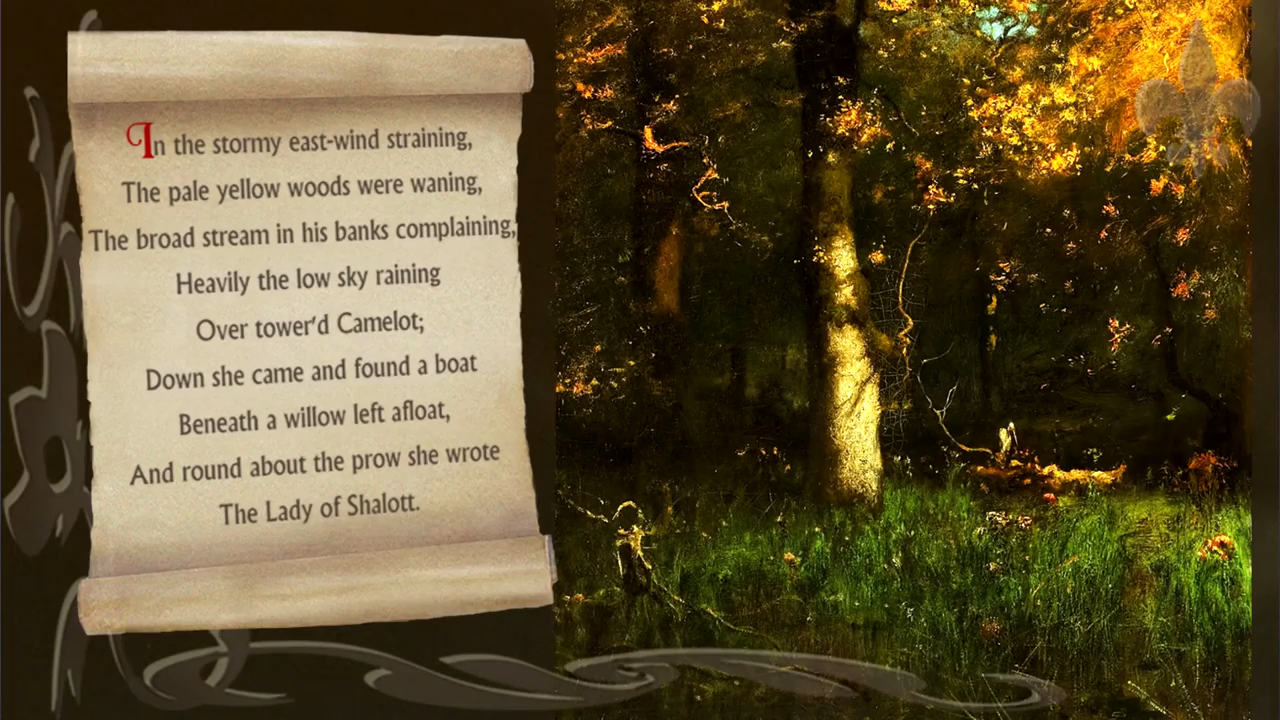 In the stormy east-wind straining,
The pale yellow woods were waning,
The broad stream in his banks complaining,
Heavily the low sky raining
Over tower'd Camelot;
Down she came and found a boat
Beneath a willow left afloat,
And round about the prow she wrote
The Lady of Shalott.